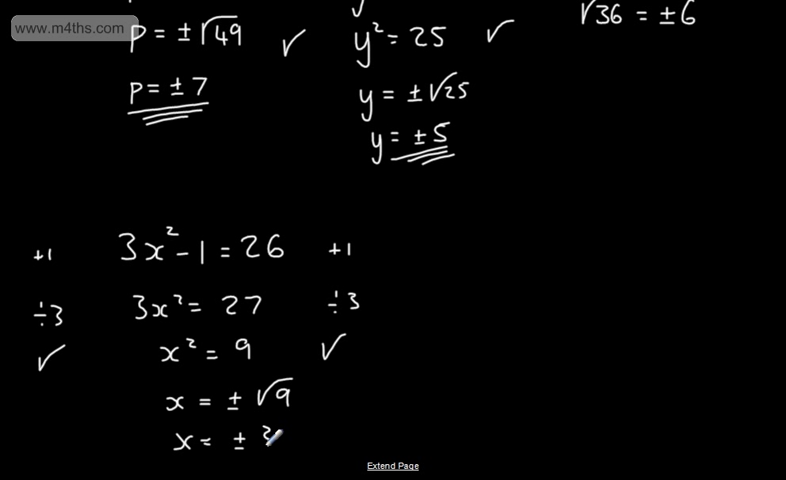 www.m4ths.com
p = ±√49
p = ±7
y² = 25
y = ±√25
y = ±5
√36 = ±6
+1 3x² - 1 = 26 +1
÷3 3x² = 27 ÷3
x² = 9
x = ± √9
x = ± 3
Extend Page